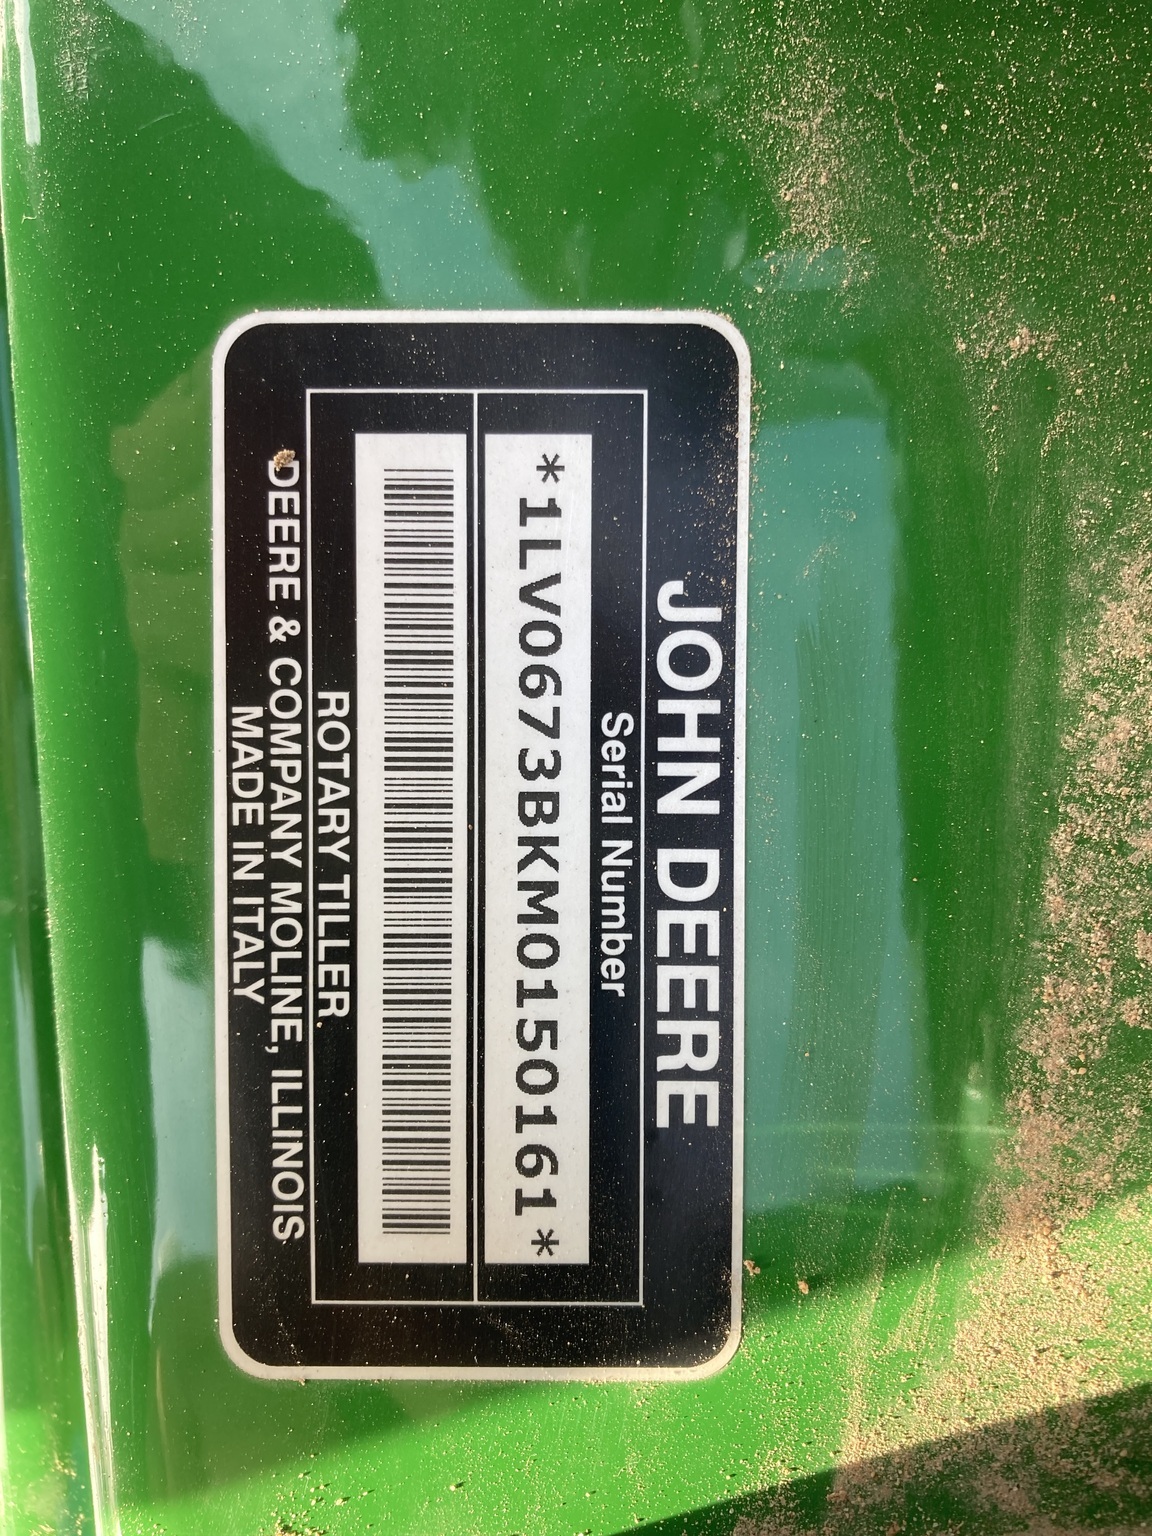 JOHN DEERE
Serial Number
*1LV0673BKM0150161*
ROTARY TILLER
DEERE & COMPANY MOLINE, ILLINOIS
MADE IN ITALY